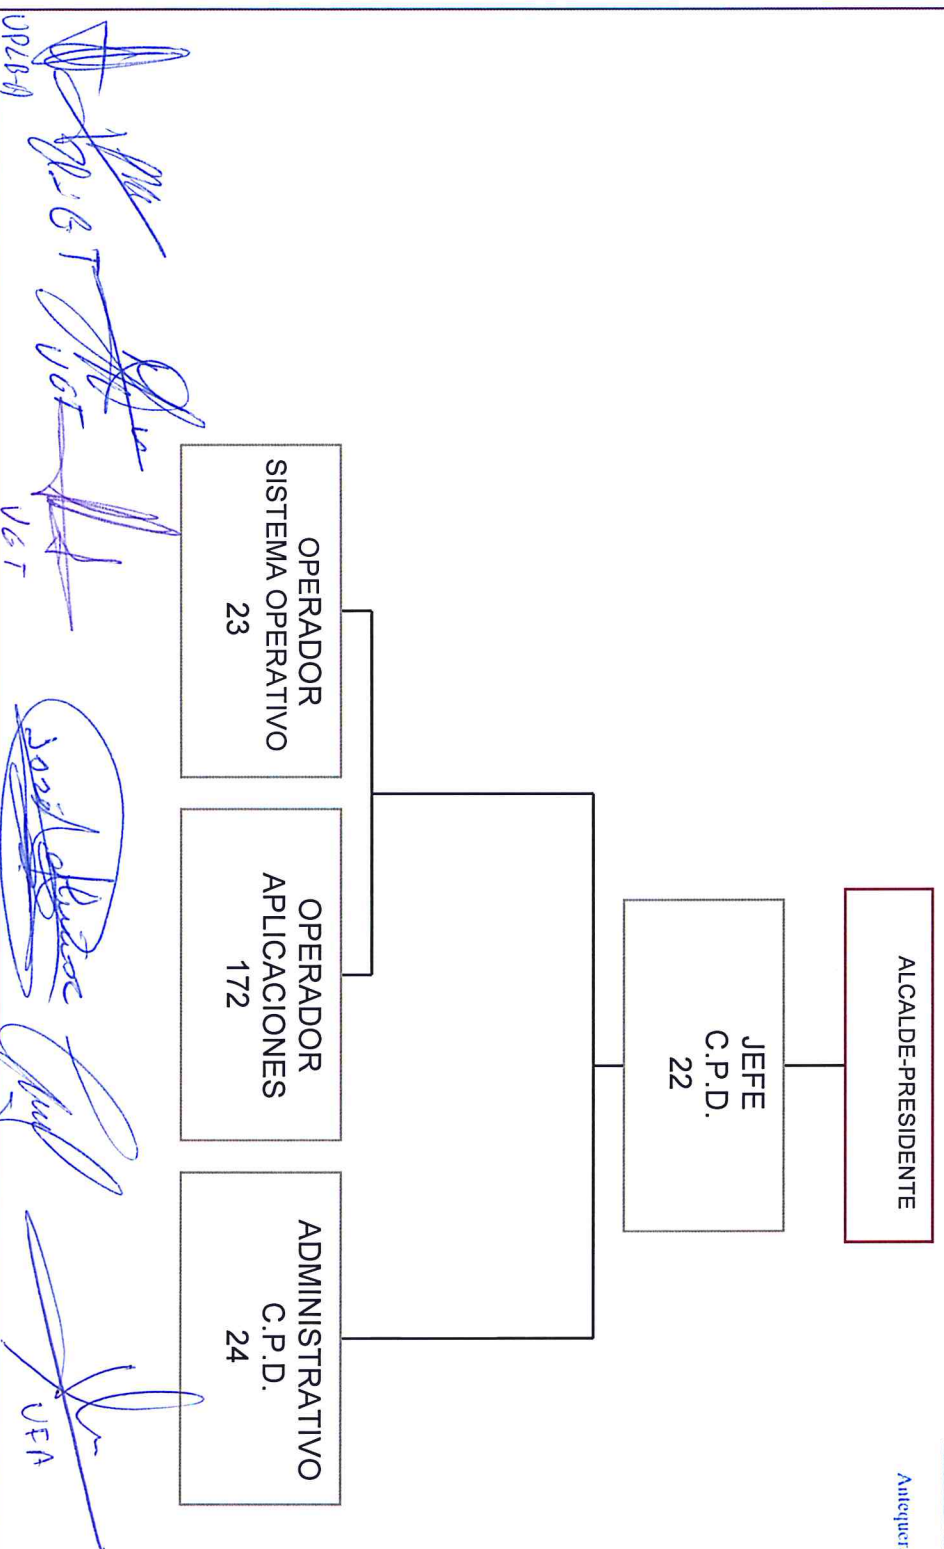 Antequer
ALCALDE-PRESIDENTE
JEFE
C.P.D.
22
OPERADOR
SISTEMA OPERATIVO
23
OPERADOR
APLICACIONES
172
ADMINISTRATIVO
C.P.D.
24
UGT
UGT
UFA